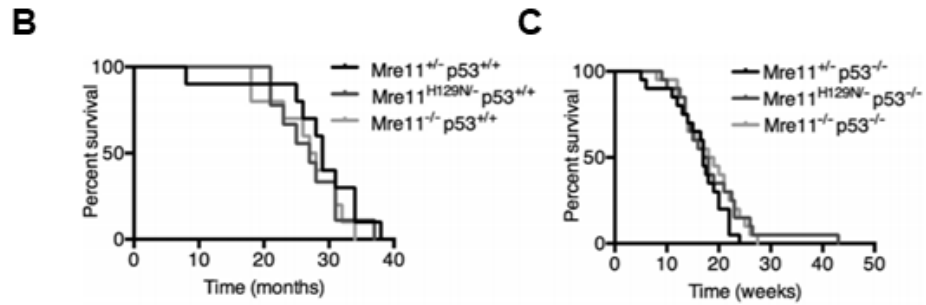 B
Percent survival
100
50
0
0 10 20 30 40
Time (months)
Mre11+/- p53+/+
Mre11H129N/- p53+/+
Mre11-/- p53+/+
C
Percent survival
100
50
0
0 10 20 30 40 50
Time (weeks)
Mre11+/- p53-/-
Mre11H129N/- p53-/-
Mre11-/- p53-/-